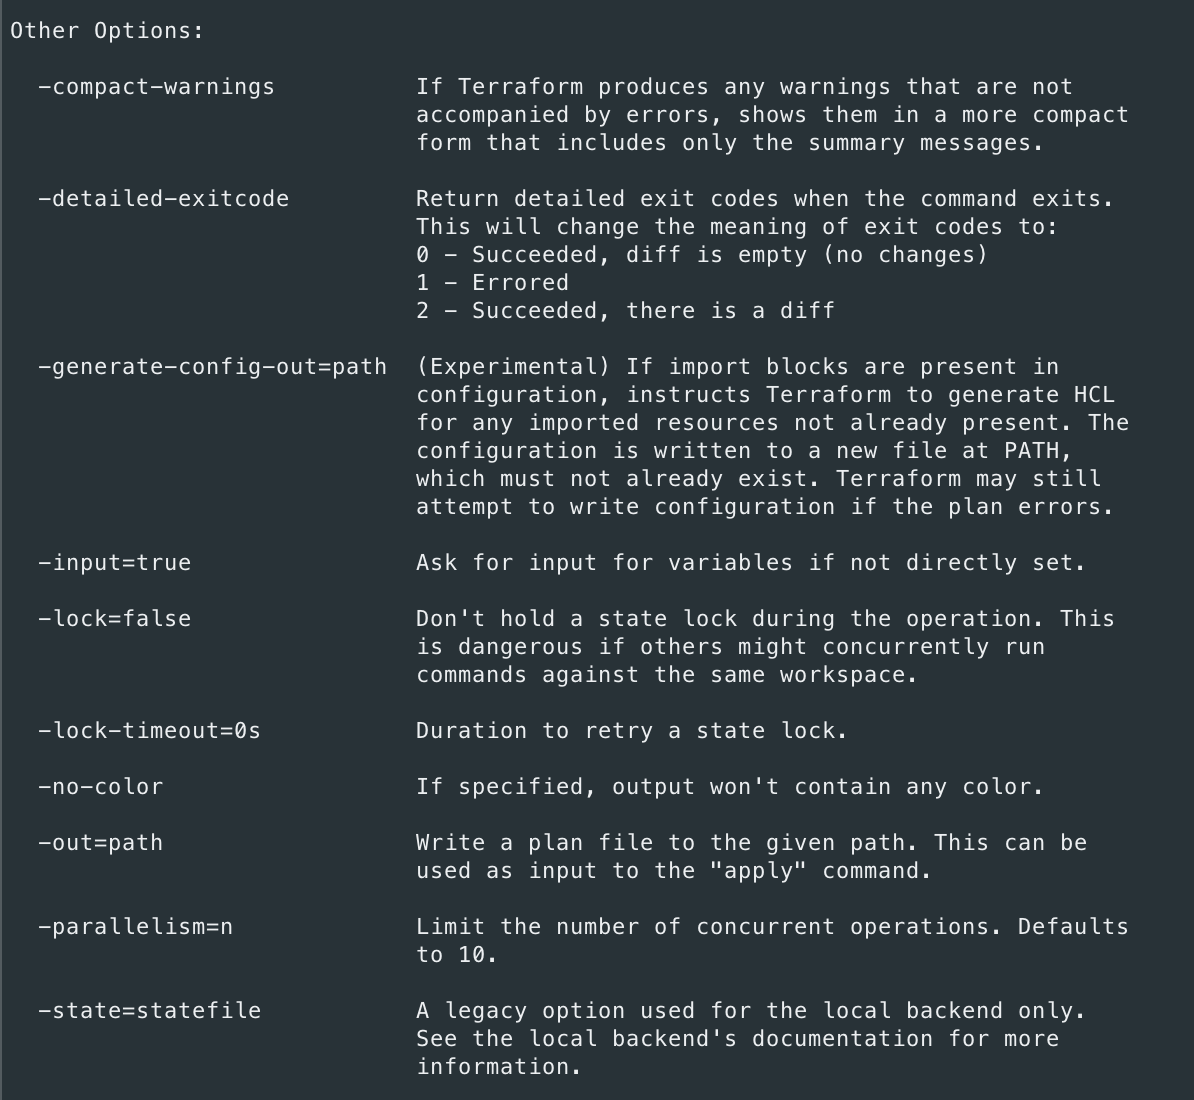 Other Options:
-compact-warnings If Terraform produces any warnings that are not
accompanied by errors, shows them in a more compact
form that includes only the summary messages.
-detailed-exitcode Return detailed exit codes when the command exits.
This will change the meaning of exit codes to:
0 - Succeeded, diff is empty (no changes)
1 - Errored
2 - Succeeded, there is a diff
-generate-config-out=path (Experimental) If import blocks are present in
configuration, instructs Terraform to generate HCL
for any imported resources not already present. The
configuration is written to a new file at PATH,
which must not already exist. Terraform may still
attempt to write configuration if the plan errors.
-input=true Ask for input for variables if not directly set.
-lock=false Don't hold a state lock during the operation. This
is dangerous if others might concurrently run
commands against the same workspace.
-lock-timeout=0s Duration to retry a state lock.
-no-color If specified, output won't contain any color.
-out=path Write a plan file to the given path. This can be
used as input to the "apply" command.
-parallelism=n Limit the number of concurrent operations. Defaults
to 10.
-state=statefile A legacy option used for the local backend only.
See the local backend's documentation for more
information.